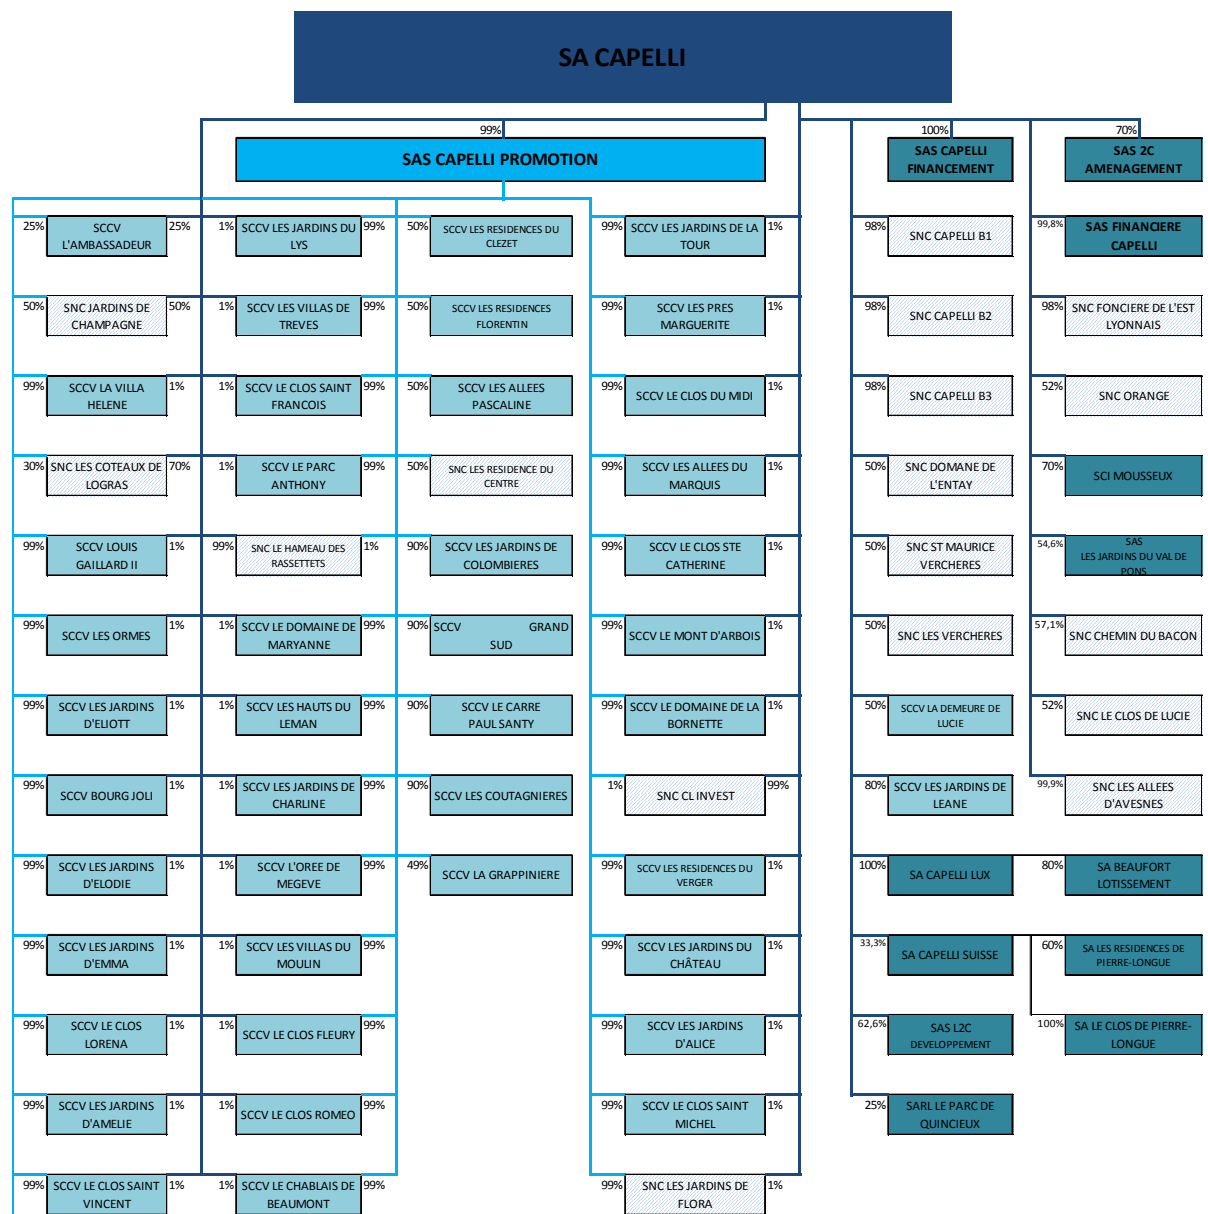 SA CAPELLI
99%
100%
70%
SAS CAPELLI PROMOTION
SAS CAPELLI
FINANCEMENT
SAS 2C
AMENAGEMENT
25%
SCCV
L'AMBASSADEUR
25%
1%
SCCV LES JARDINS DU
LYS
99%
50%
SCCV LES RESIDENCES DU
CLEZET
99%
SCCV LES JARDINS DE LA
TOUR
1%
98%
SNC CAPELLI B1
99,8%
SAS FINANCIERE
CAPELLI
50%
SNC JARDINS DE
CHAMPAGNE
50%
1%
SCCV LES VILLAS DE
TREVES
99%
50%
SCCV LES RESIDENCES
FLORENTIN
99%
SCCV LES PRES
MARGUERITE
1%
98%
SNC CAPELLI B2
98%
SNC FONCIERE DE L'EST
LYONNAIS
99%
SCCV LA VILLA
HELENE
1%
1%
SCCV LE CLOS SAINT
FRANCOIS
99%
50%
SCCV LES ALLEES
PASCALINE
99%
SCCV LE CLOS DU MIDI
1%
98%
SNC CAPELLI B3
52%
SNC ORANGE
30%
SNC LES COTEAUX DE
LOGRAS
70%
1%
SCCV LE PARC
ANTHONY
99%
50%
SNC LES RESIDENCE DU
CENTRE
99%
SCCV LES ALLEES DU
MARQUIS
1%
50%
SNC DOMANE DE
L'ENTAY
70%
SCI MOUSSEUX
99%
SCCV LOUIS
GAILLARD II
1%
99%
SNC LE HAMEAU DES
RASSETTETS
1%
90%
SCCV LES JARDINS DE
COLOMBIERES
99%
SCCV LE CLOS STE
CATHERINE
1%
50%
SNC ST MAURICE
VERCHERES
54,6%
SAS
LES JARDINS DU VAL DE
PONS
99%
SCCV LES ORMES
1%
1%
SCCV LE DOMAINE DE
MARYANNE
99%
90%
SCCV GRAND
SUD
99%
SCCV LE MONT D'ARBOIS
1%
50%
SNC LES VERCHERES
57,1%
SNC CHEMIN DU BACON
99%
SCCV LES JARDINS
D'ELIOTT
1%
1%
SCCV LES HAUTS DU
LEMAN
99%
90%
SCCV LE CARRE
PAUL SANTY
99%
SCCV LE DOMAINE DE LA
BORNETTE
1%
50%
SCCV LA DEMEURE DE
LUCIE
52%
SNC LE CLOS DE LUCIE
99%
SCCV BOURG JOLI
1%
1%
SCCV LES JARDINS DE
CHARLINE
99%
90%
SCCV LES COUTAGNIERES
1%
SNC CL INVEST
99%
80%
SCCV LES JARDINS DE
LEANE
99,9%
SNC LES ALLEES
D'AVESNES
99%
SCCV LES JARDINS
D'ELODIE
1%
1%
SCCV L'OREE DE
MEGEVE
99%
49%
SCCV LA GRAPPINIERE
99%
SCCV LES RESIDENCES DU
VERGER
1%
100%
SA CAPELLI LUX
80%
SA BEAUFORT
LOTISSEMENT
99%
SCCV LES JARDINS
D'EMMA
1%
1%
SCCV LES VILLAS DU
MOULIN
99%
99%
SCCV LES JARDINS DU
CHÂTEAU
1%
33,3%
SA CAPELLI SUISSE
60%
SA LES RESIDENCES DE
PIERRE-LONGUE
99%
SCCV LE CLOS
LORENA
1%
1%
SCCV LE CLOS FLEURY
99%
99%
SCCV LES JARDINS
D'ALICE
1%
62,6%
SAS L2C
DEVELOPPEMENT
100%
SA LE CLOS DE PIERRE-
LONGUE
99%
SCCV LES JARDINS
D'AMELIE
1%
1%
SCCV LE CLOS ROMEO
99%
99%
SCCV LE CLOS SAINT
MICHEL
1%
25%
SARL LE PARC DE
QUINCIEUX
99%
SCCV LE CLOS SAINT
VINCENT
1%
1%
SCCV LE CHABLAIS DE
BEAUMONT
99%
99%
SNC LES JARDINS DE
FLORA
1%